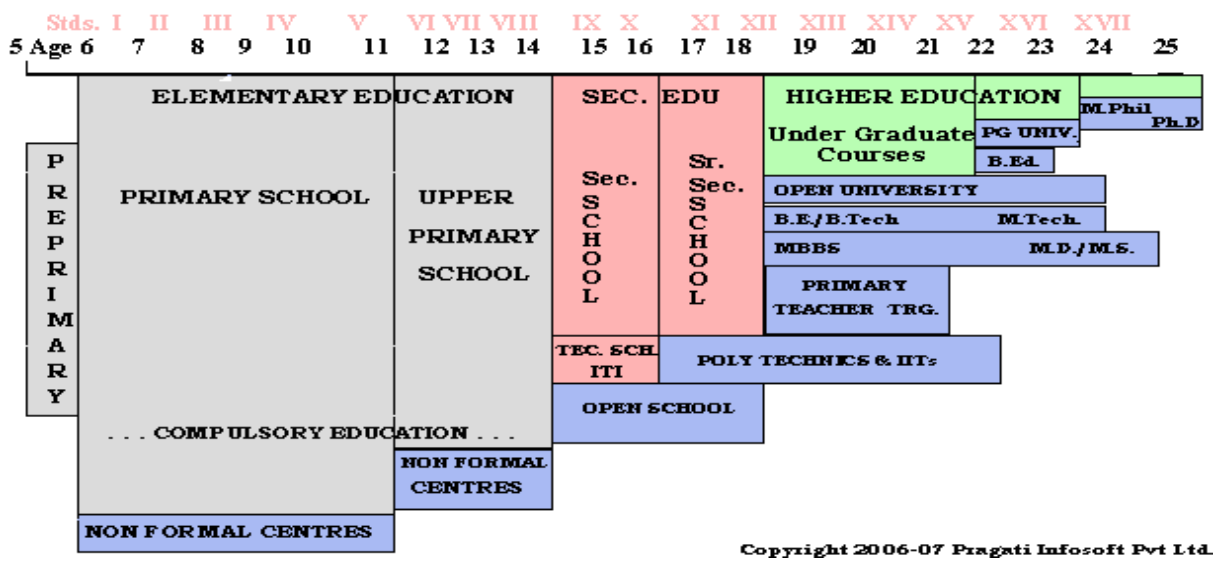 Stds. I II III IV V VI VII VIII IX X XI XII XIII XIV XV XVI XVII
5 Age 6 7 8 9 10 11 12 13 14 15 16 17 18 19 20 21 22 23 24 25
ELEMENTARY EDUCATION
SEC. EDU
HIGHER EDUCATION
M.Phil
Ph.D
Under Graduate
Courses
PG UNIV.
B.Ed.
PREPRIMARY
PRIMARY SCHOOL
UPPER
PRIMARY
SCHOOL
Sec.
SCHOOL
Sr.
Sec.
SCHOOL
OPEN UNIVERSITY
B.E./B.Tech M.Tech.
MBBS M.D./M.S.
PRIMARY
TEACHER TRG.
TEC. SCH.
ITI
POLY TECHNICS & IITs
OPEN SCHOOL
. . . COMPULSORY EDUCATION . . .
NON FORMAL
CENTRES
NON FORMAL CENTRES
Copyright 2006-07 Pragati Infosoft Pvt Ltd.